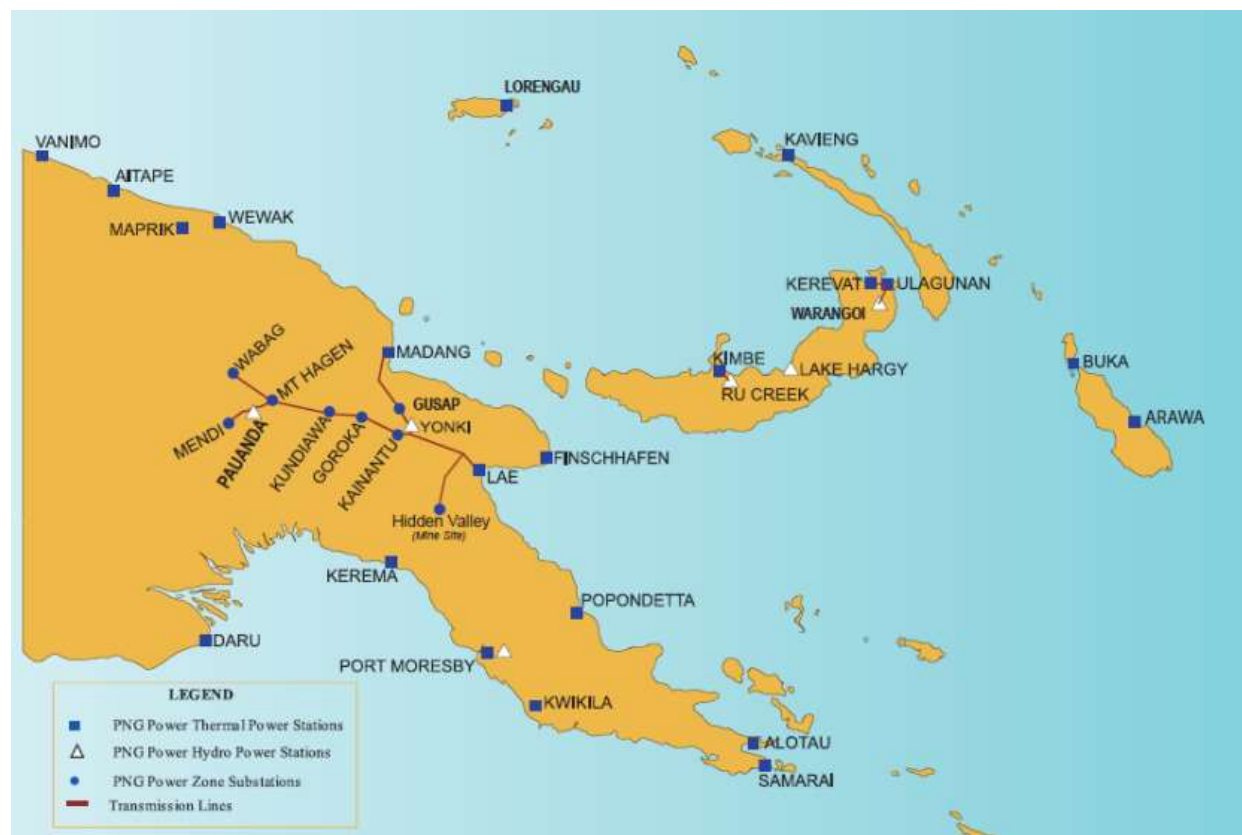 LORENGAU
VANIMO
KAVIENG
AITAPE
WEWAK
MAPRIK
KEREVAT
ULAGUNAN
WARANGOI
MADANG
WABAG
MT HAGEN
KIMBE
LAKE HARGY
RU CREEK
BUKA
ARAWA
GUSAP
YONKI
MENDI
PAUANDA
KUNDIAWA
GOROKA
KAINANTU
FINSCHHAFEN
LAE
Hidden Valley
(Mine Site)
KEREMA
POPONDETTA
DARU
PORT MORESBY
KWIKILA
ALOTAU
SAMARAI
LEGEND
PNG Power Thermal Power Stations
PNG Power Hydro Power Stations
PNG Power Zone Substations
Transmission Lines